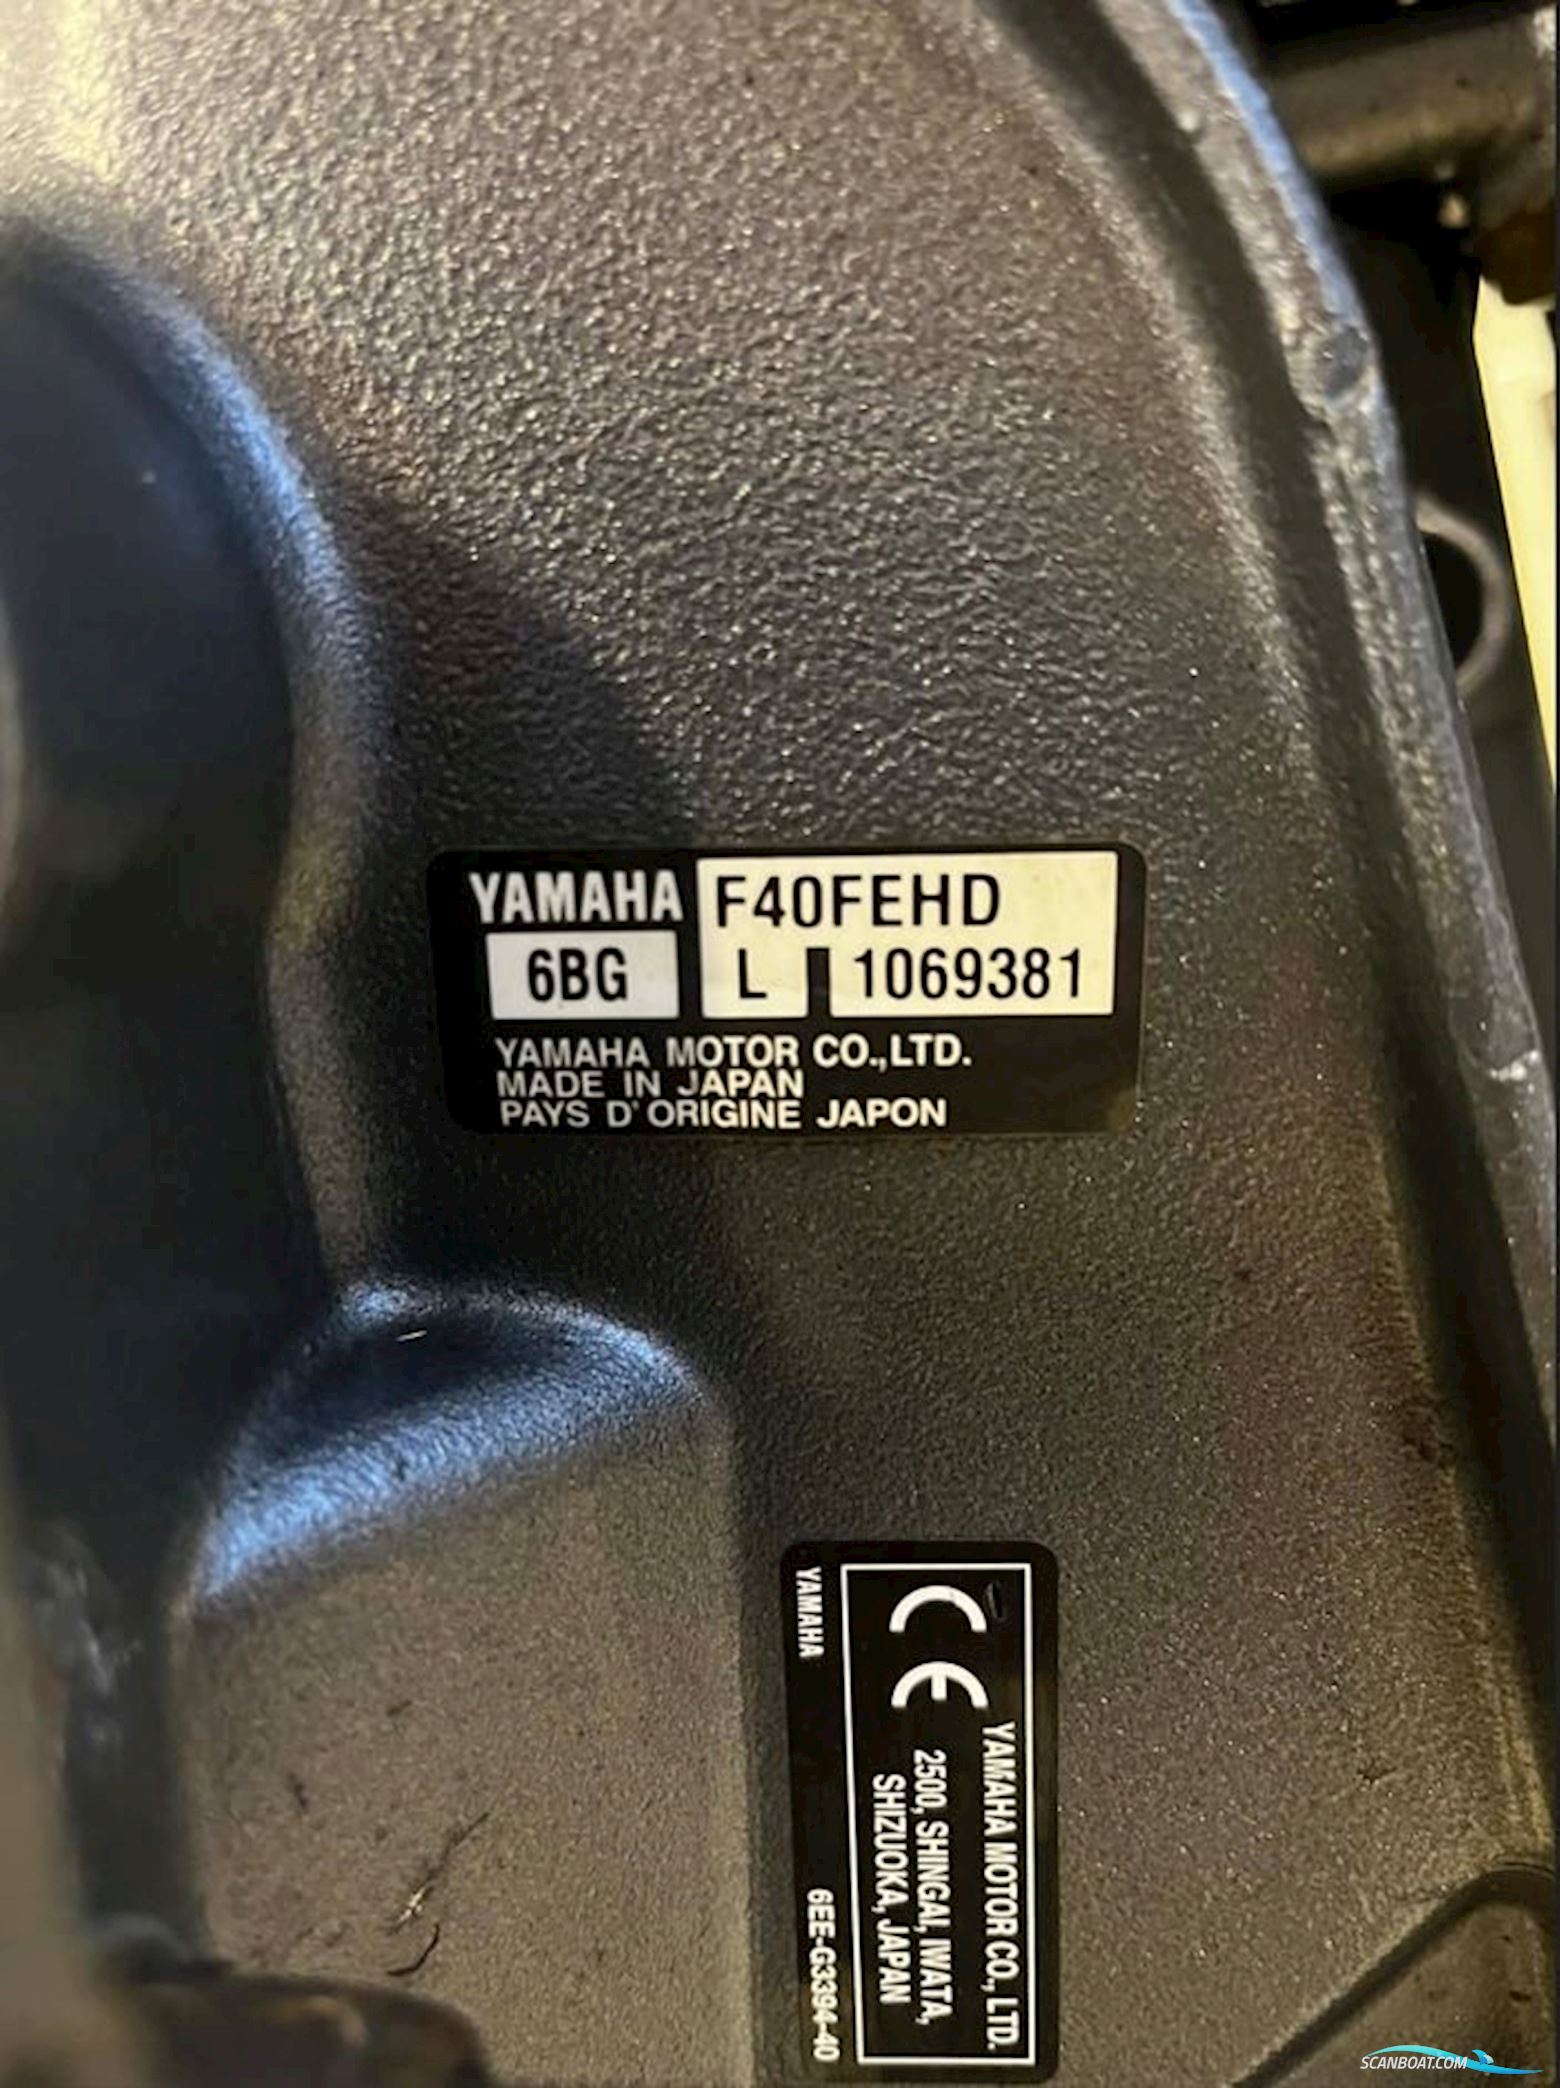 YAMAHA F40FEHD
6BG L 1069381
YAMAHA MOTOR CO.,LTD.
MADE IN JAPAN
PAYS D'ORIGINE JAPON
CE YAMAHA MOTOR CO., LTD.
2500, SHINGAI, IWATA,
SHIZUOKA, JAPAN
YAMAHA 6EE-G3394-40
SCANBOAT.COM